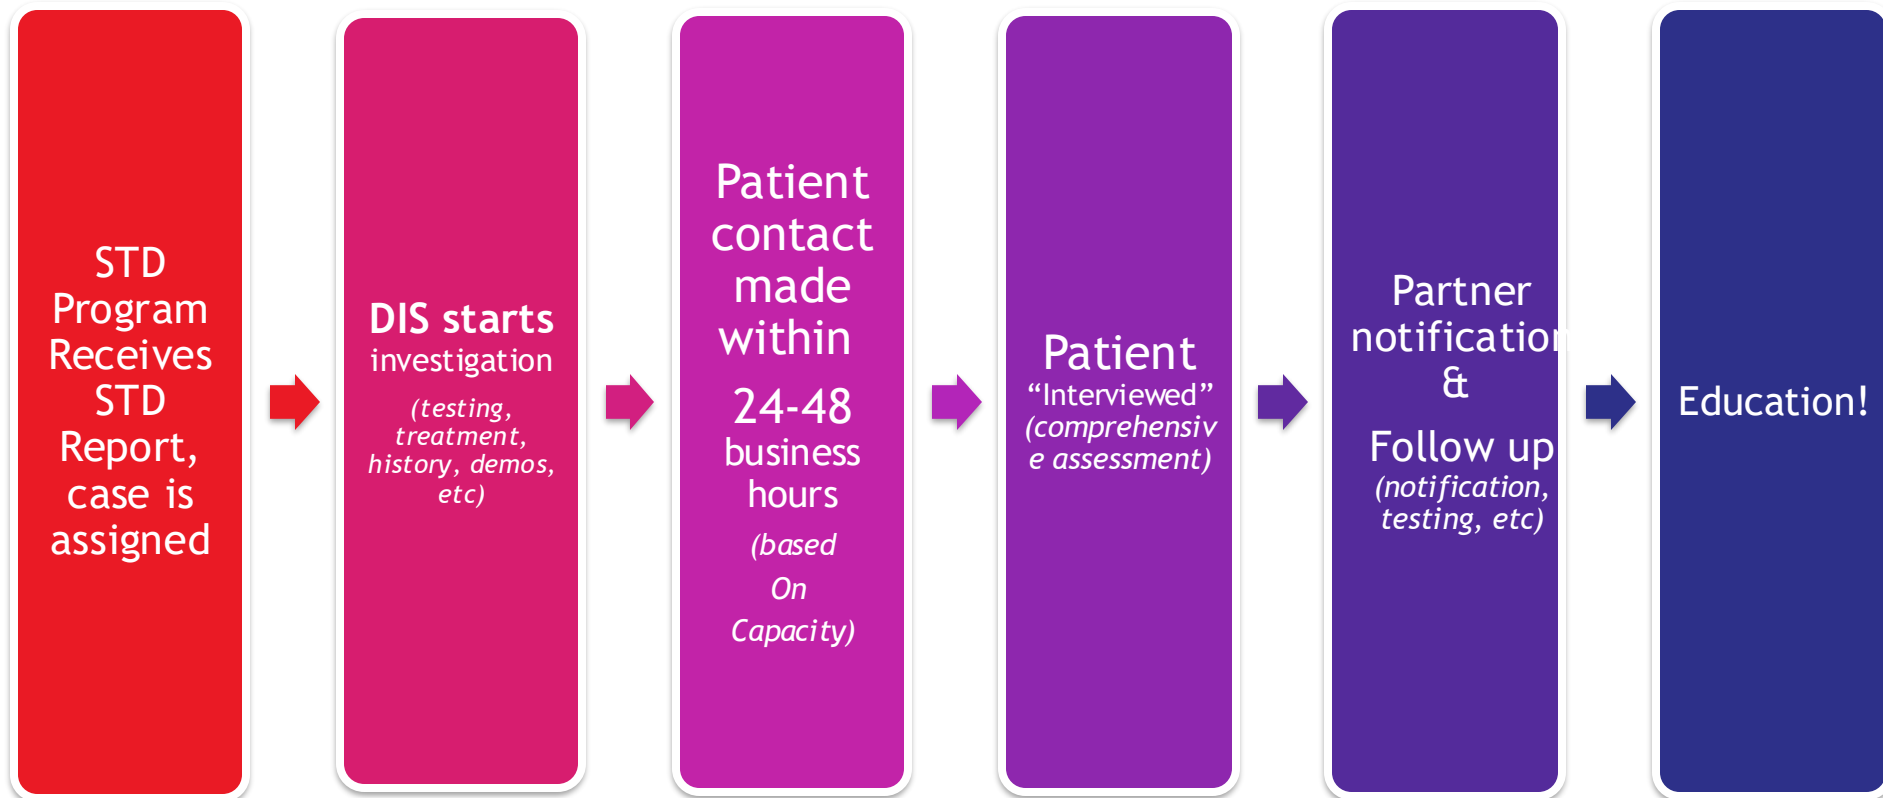 STD
Program
Receives
STD
Report,
case is
assigned
DIS starts
investigation
(testing,
treatment,
history, demos,
etc)
Patient
contact
made
within
24-48
business
hours
(based
On
Capacity)
Patient
“Interviewed”
(comprehensiv
e assessment)
Partner
notification
&
Follow up
(notification,
testing, etc)
Education!